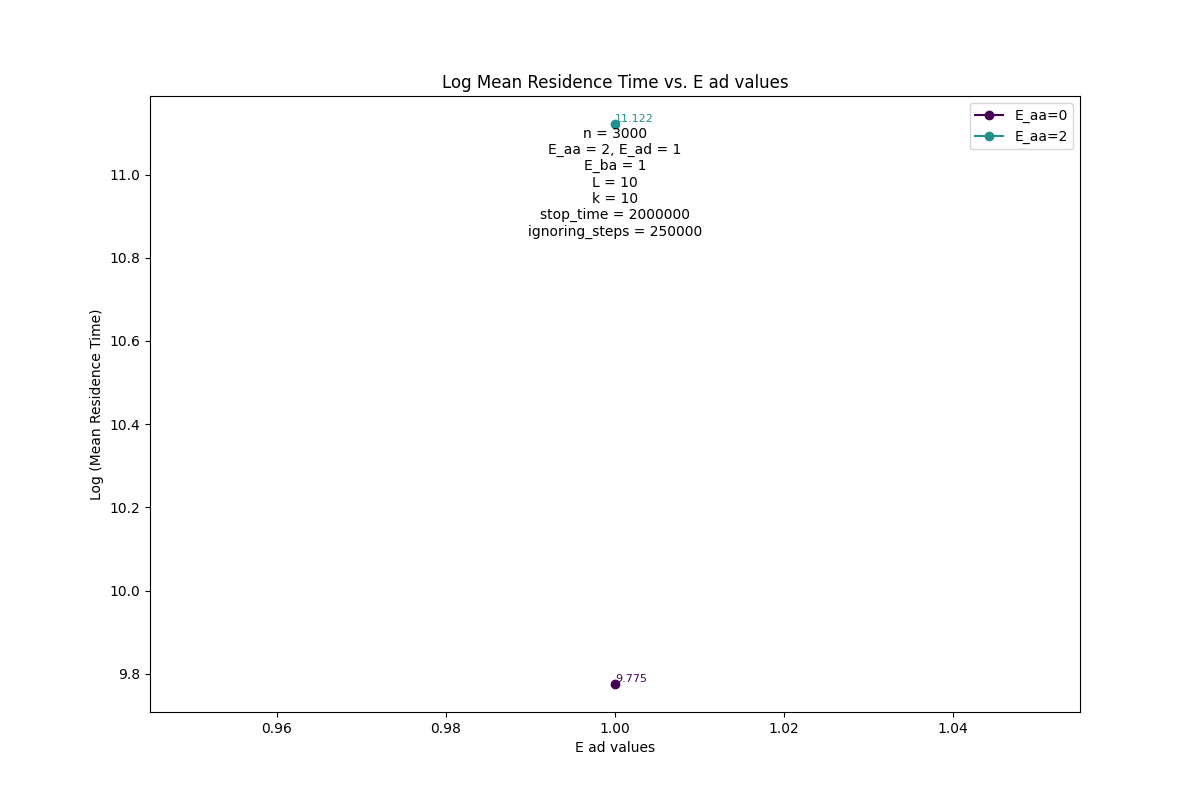 Log Mean Residence Time vs. E ad values
E_aa=0
E_aa=2
11.122
n = 3000
E_aa = 2, E_ad = 1
E_ba = 1
L = 10
k = 10
stop_time = 2000000
ignoring_steps = 250000
Log (Mean Residence Time)
11.0
10.8
10.6
10.4
10.2
10.0
9.8
9.775
0.96
0.98
1.00
1.02
1.04
E ad values